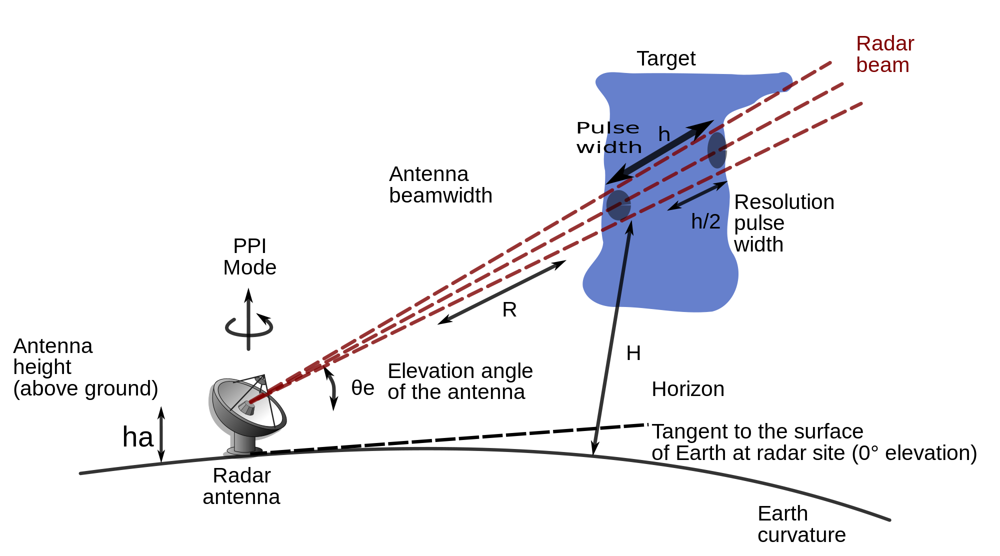 Radar
beam
Target
Pulse
width
h
Antenna
beamwidth
Resolution
pulse
width
h/2
PPI
Mode
R
Antenna
height
(above ground)
H
Elevation angle
of the antenna
θe
Horizon
ha
Tangent to the surface
of Earth at radar site (0° elevation)
Radar
antenna
Earth
curvature